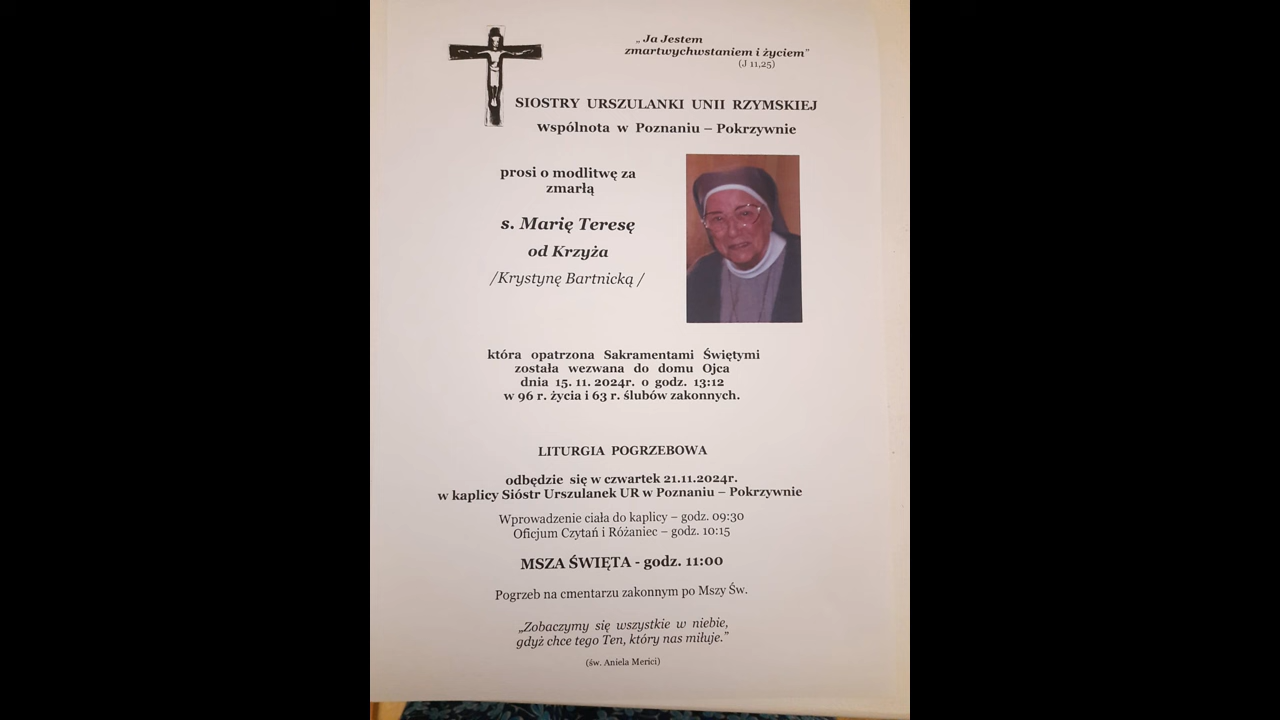 „ Ja Jestem
zmartwychwstaniem i życiem”
(J 11,25)
SIOSTRY URSZULANKI UNII RZYMSKIEJ
wspólnota w Poznaniu – Pokrzywnie
prosi o modlitwę za
zmarłą
s. Marię Teresę
od Krzyża
/Krystynę Bartnicką /
która opatrzona Sakramentami Świętymi
została wezwana do domu Ojca
dnia 15. 11. 2024r. o godz. 13:12
w 96 r. życia i 63 r. ślubów zakonnych.
LITURGIA POGRZEBOWA
odbędzie się w czwartek 21.11.2024r.
w kaplicy Sióstr Urszulanek UR w Poznaniu – Pokrzywnie
Wprowadzenie ciała do kaplicy – godz. 09:30
Oficjum Czytań i Różaniec – godz. 10:15
MSZA ŚWIĘTA - godz. 11:00
Pogrzeb na cmentarzu zakonnym po Mszy Św.
„Zobaczymy się wszystkie w niebie,
gdyż chce tego Ten, który nas miłuje.”
(św. Aniela Merici)